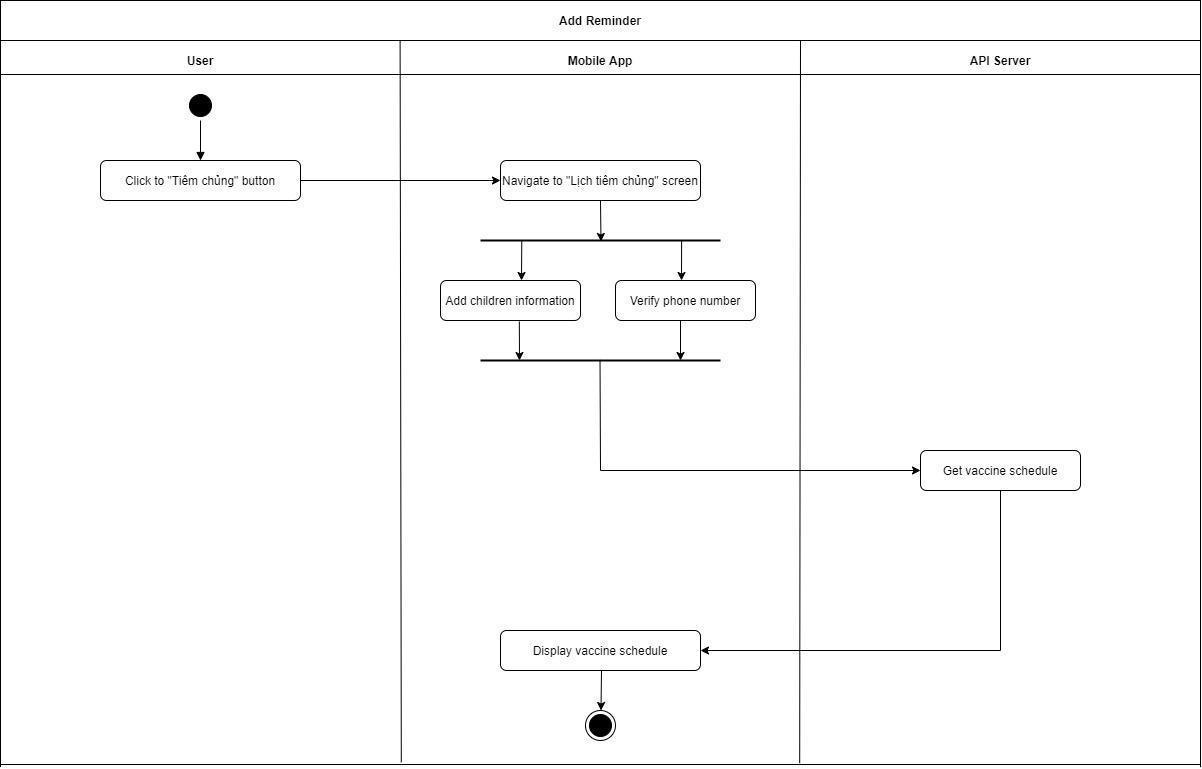 Add Reminder
User
Mobile App
API Server
Click to "Tiêm chủng" button
Navigate to "Lịch tiêm chủng" screen
Add children information
Verify phone number
Get vaccine schedule
Display vaccine schedule